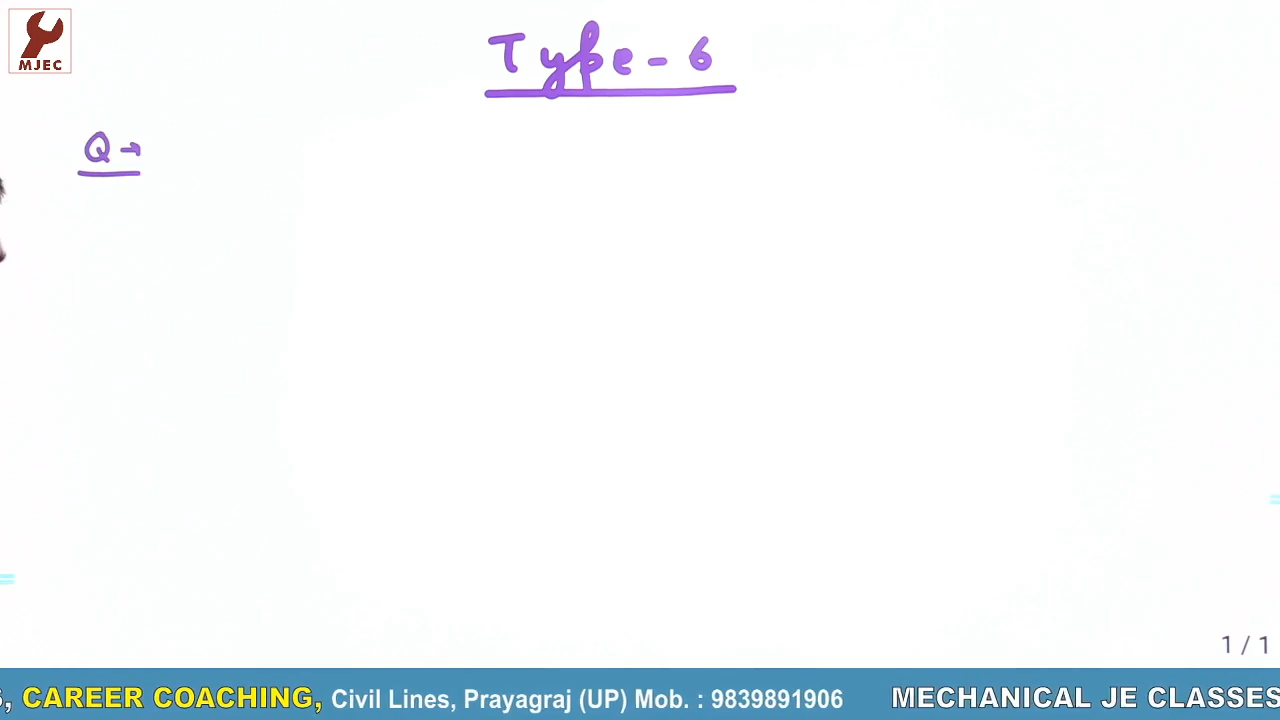 MJEC
Type-6
Q→
1 / 1
, CAREER COACHING, Civil Lines, Prayagraj (UP) Mob. : 9839891906 MECHANICAL JE CLASSES